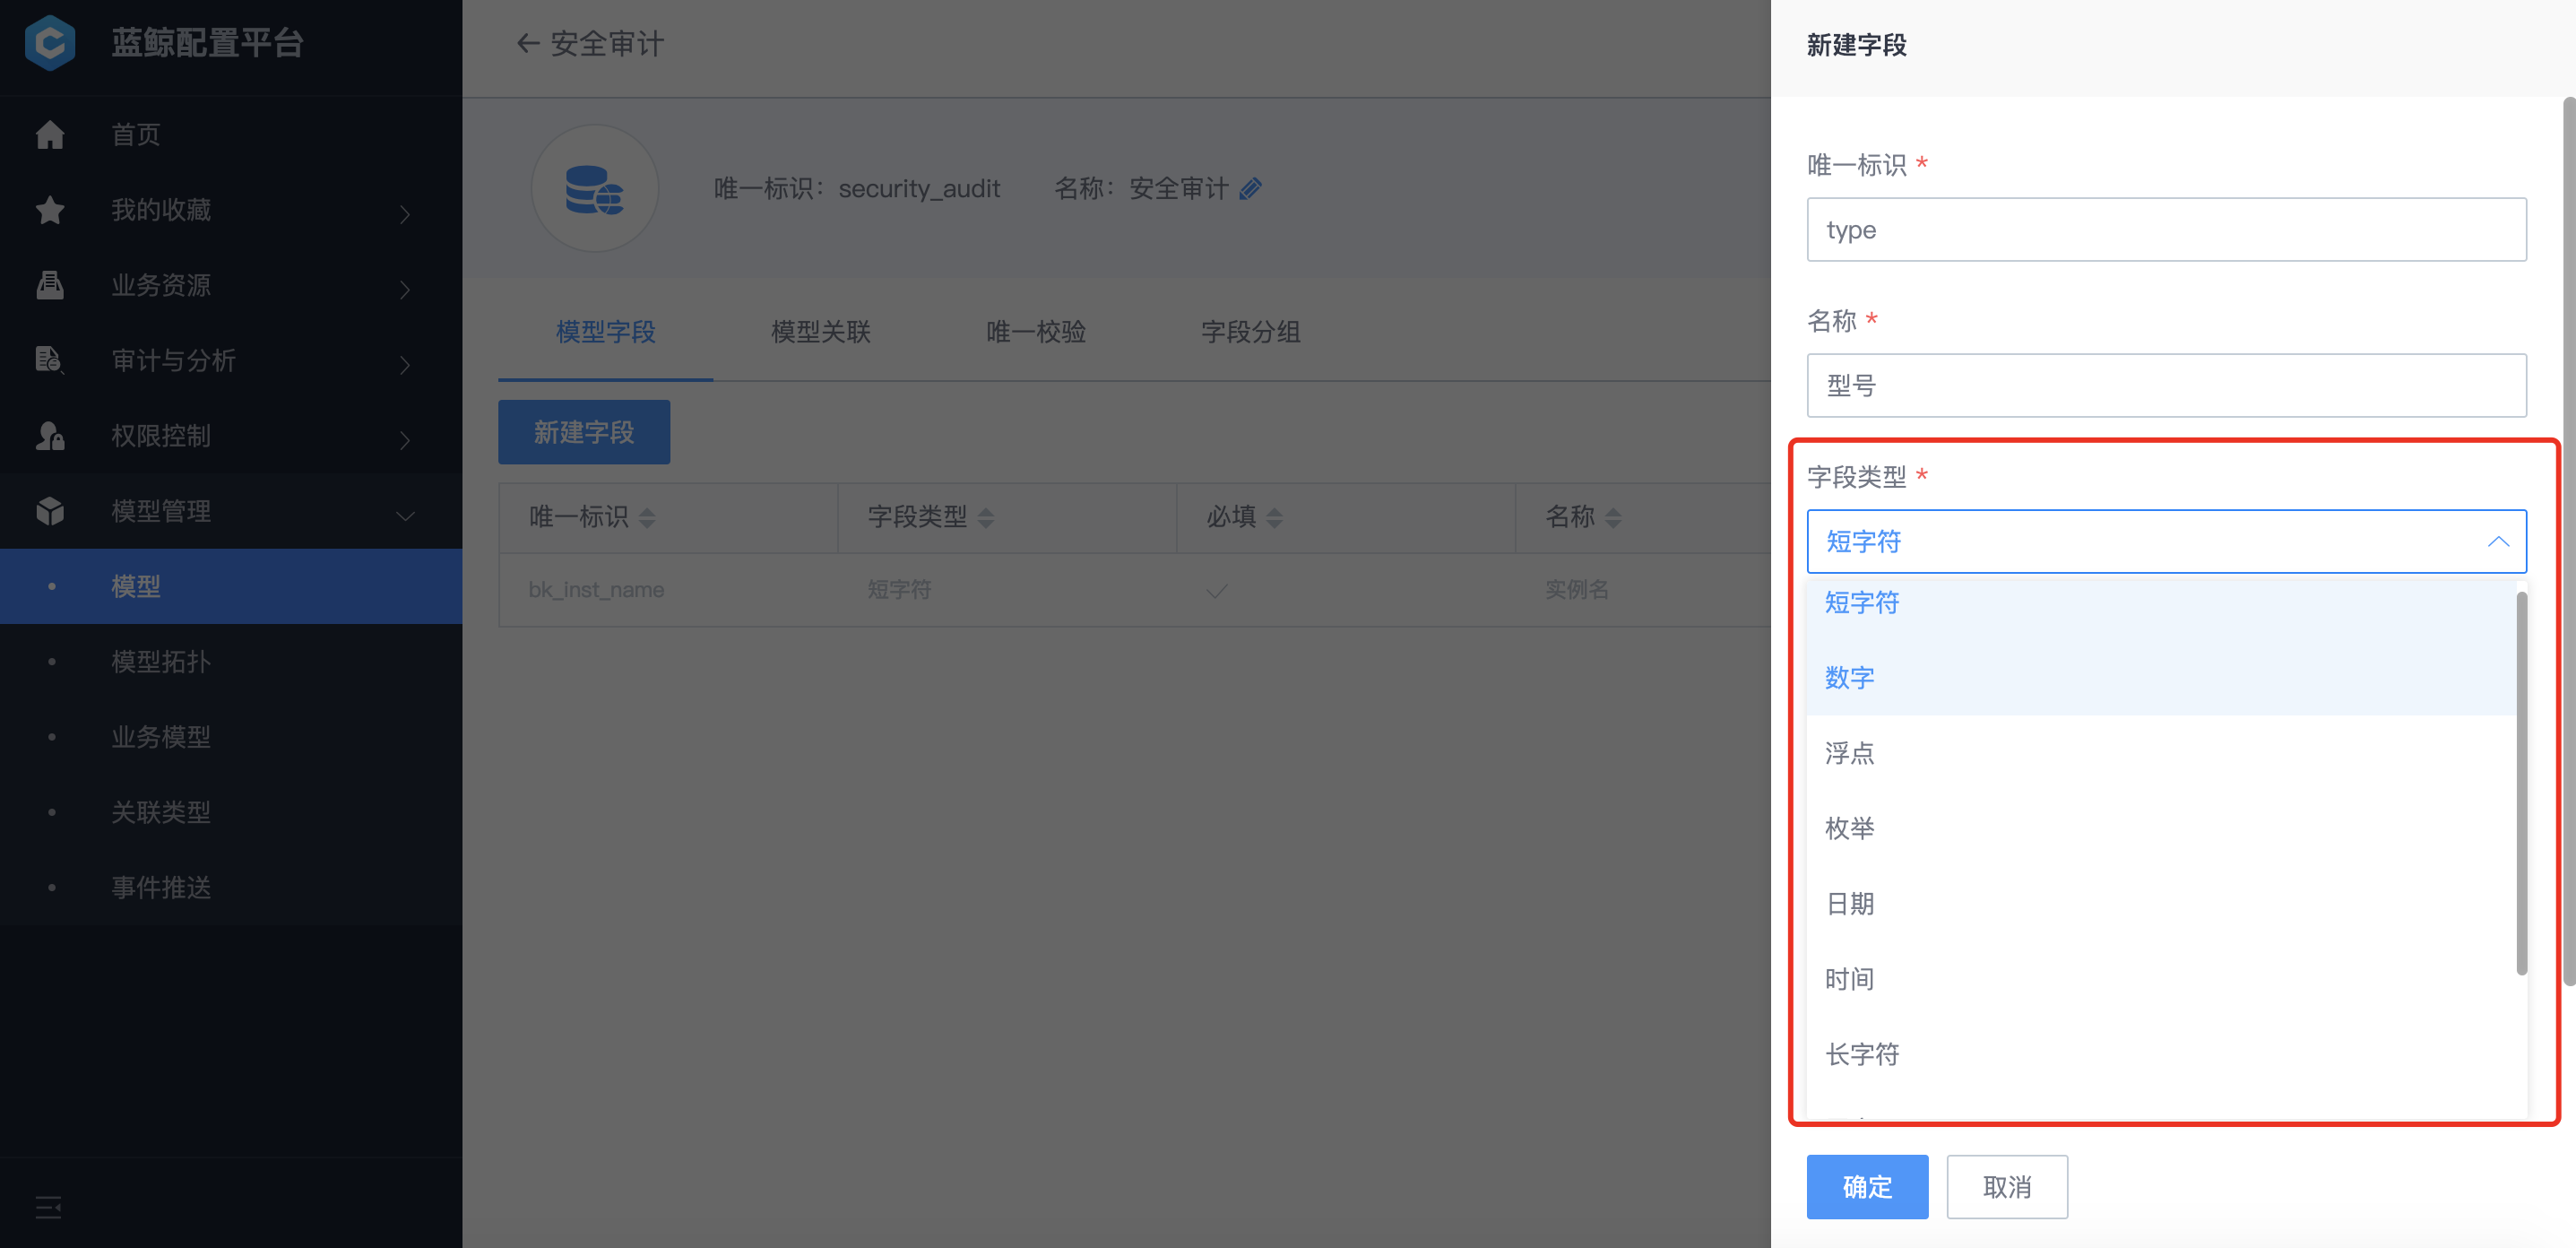 蓝鲸配置平台
首页
我的收藏
业务资源
审计与分析
权限控制
模型管理
模型
模型拓扑
业务模型
关联类型
事件推送
安全审计
唯一标识： security_audit 名称： 安全审计
模型字段 模型关联 唯一校验 字段分组
新建字段
唯一标识 字段类型 必填 名称
bk_inst_name 短字符 实例名
新建字段
唯一标识 *
type
名称 *
型号
字段类型 *
短字符
短字符
数字
浮点
枚举
日期
时间
长字符
确定 取消